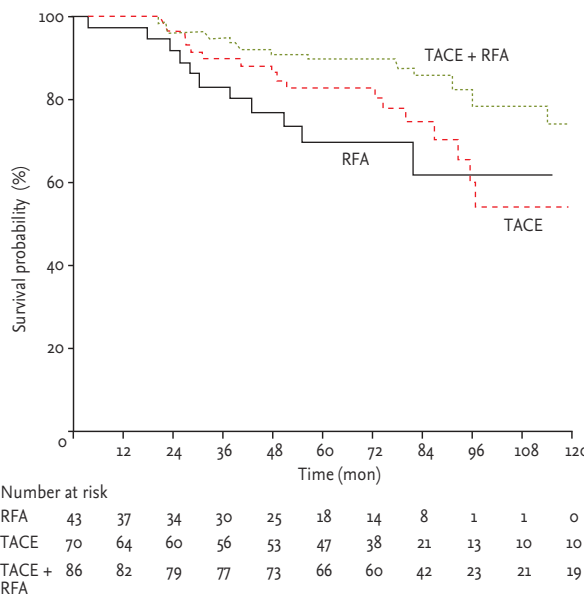 100
80
60
40
20
0
Survival probability (%)
TACE + RFA
RFA
TACE
12 24 36 48 60 72 84 96 108 120
Time (mon)
Number at risk
RFA 43 37 34 30 25 18 14 8 1 1 0
TACE 70 64 60 56 53 47 38 21 13 10 10
TACE + 86 82 79 77 73 66 60 42 23 21 19
RFA